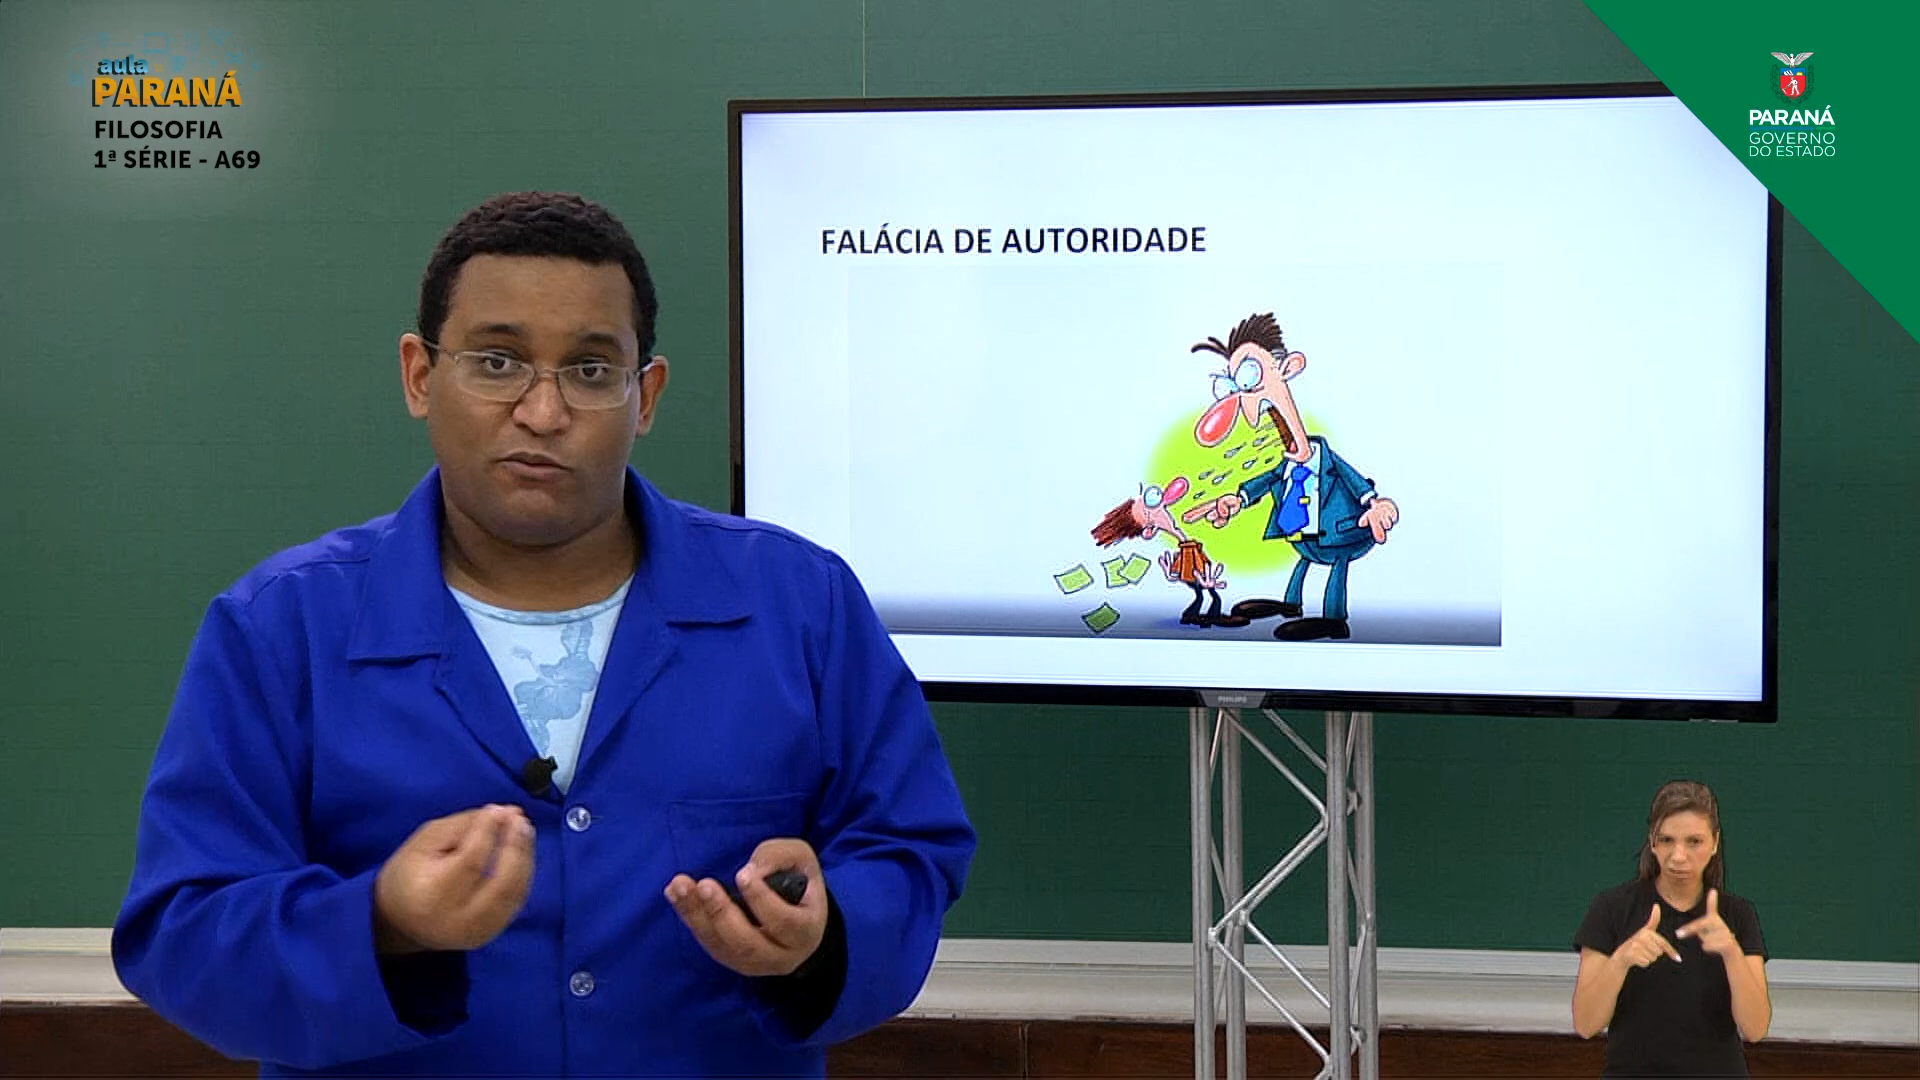 aula
PARANÁ
FILOSOFIA
1ª SÉRIE - A69
FALÁCIA DE AUTORIDADE
PARANÁ
GOVERNO
DO ESTADO
PHILIPS